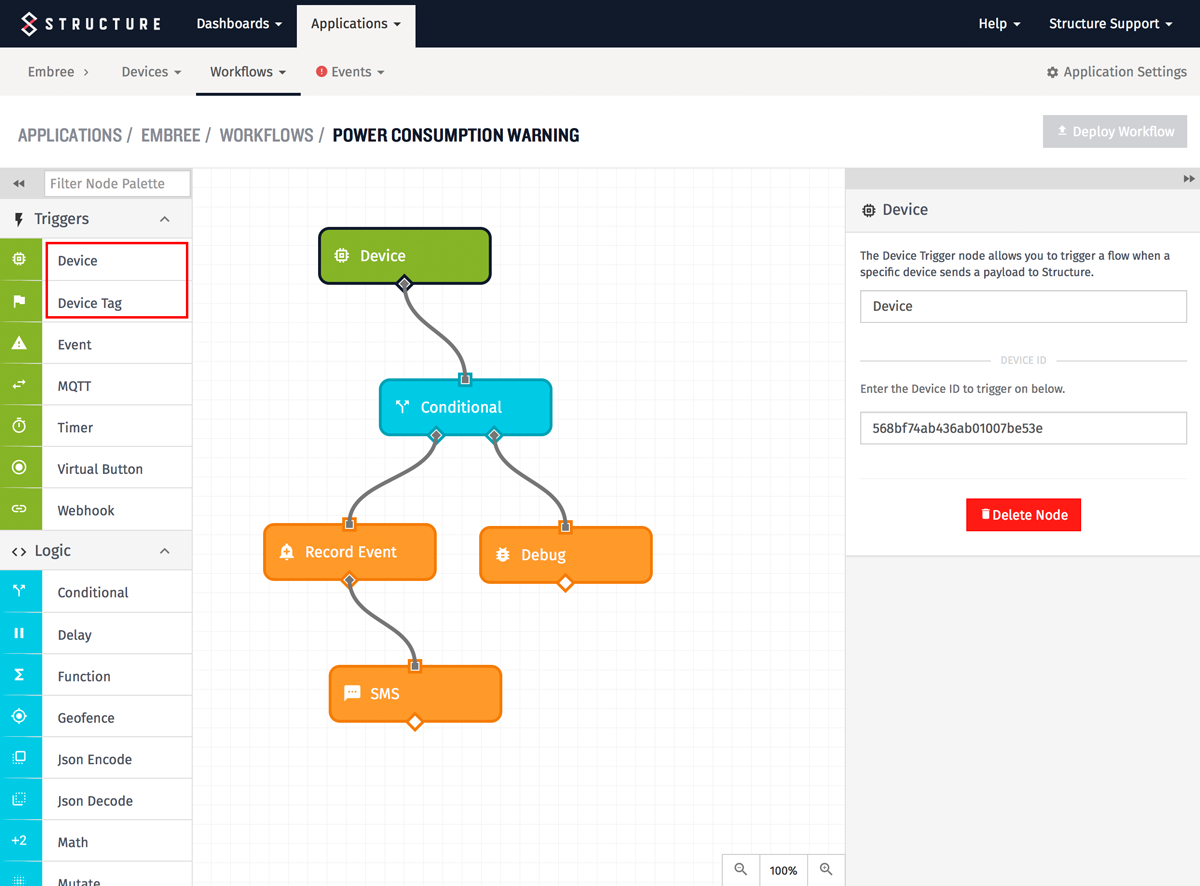 STRUCTURE Dashboards Applications Help Structure Support
Embree Devices Workflows Events Application Settings
APPLICATIONS / EMBREE / WORKFLOWS / POWER CONSUMPTION WARNING
Deploy Workflow
Filter Node Palette
Triggers
Device
Device Tag
Event
MQTT
Timer
Virtual Button
Webhook
Logic
Conditional
Delay
Function
Geofence
Json Encode
Json Decode
+2 Math
Mutate
Device
Conditional
Record Event
Debug
SMS
100%
Device
The Device Trigger node allows you to trigger a flow when a
specific device sends a payload to Structure.
Device
DEVICE ID
Enter the Device ID to trigger on below.
568bf74ab436ab01007be53e
Delete Node